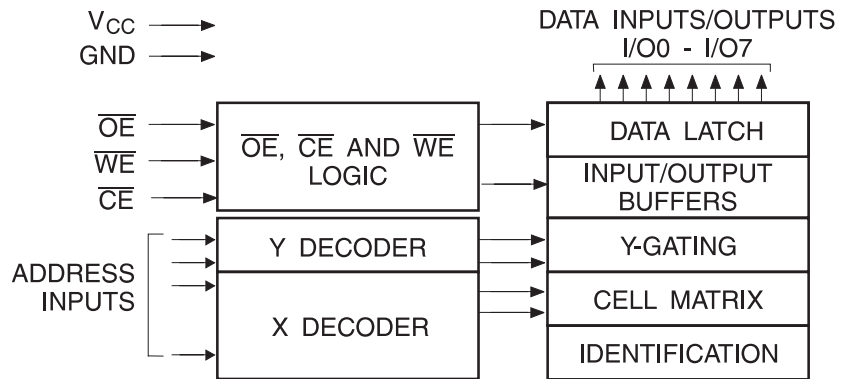 VCC
GND
OE
WE
CE
ADDRESS
INPUTS
OE, CE AND WE
LOGIC
Y DECODER
X DECODER
DATA INPUTS/OUTPUTS
I/O0 - I/O7
DATA LATCH
INPUT/OUTPUT
BUFFERS
Y-GATING
CELL MATRIX
IDENTIFICATION